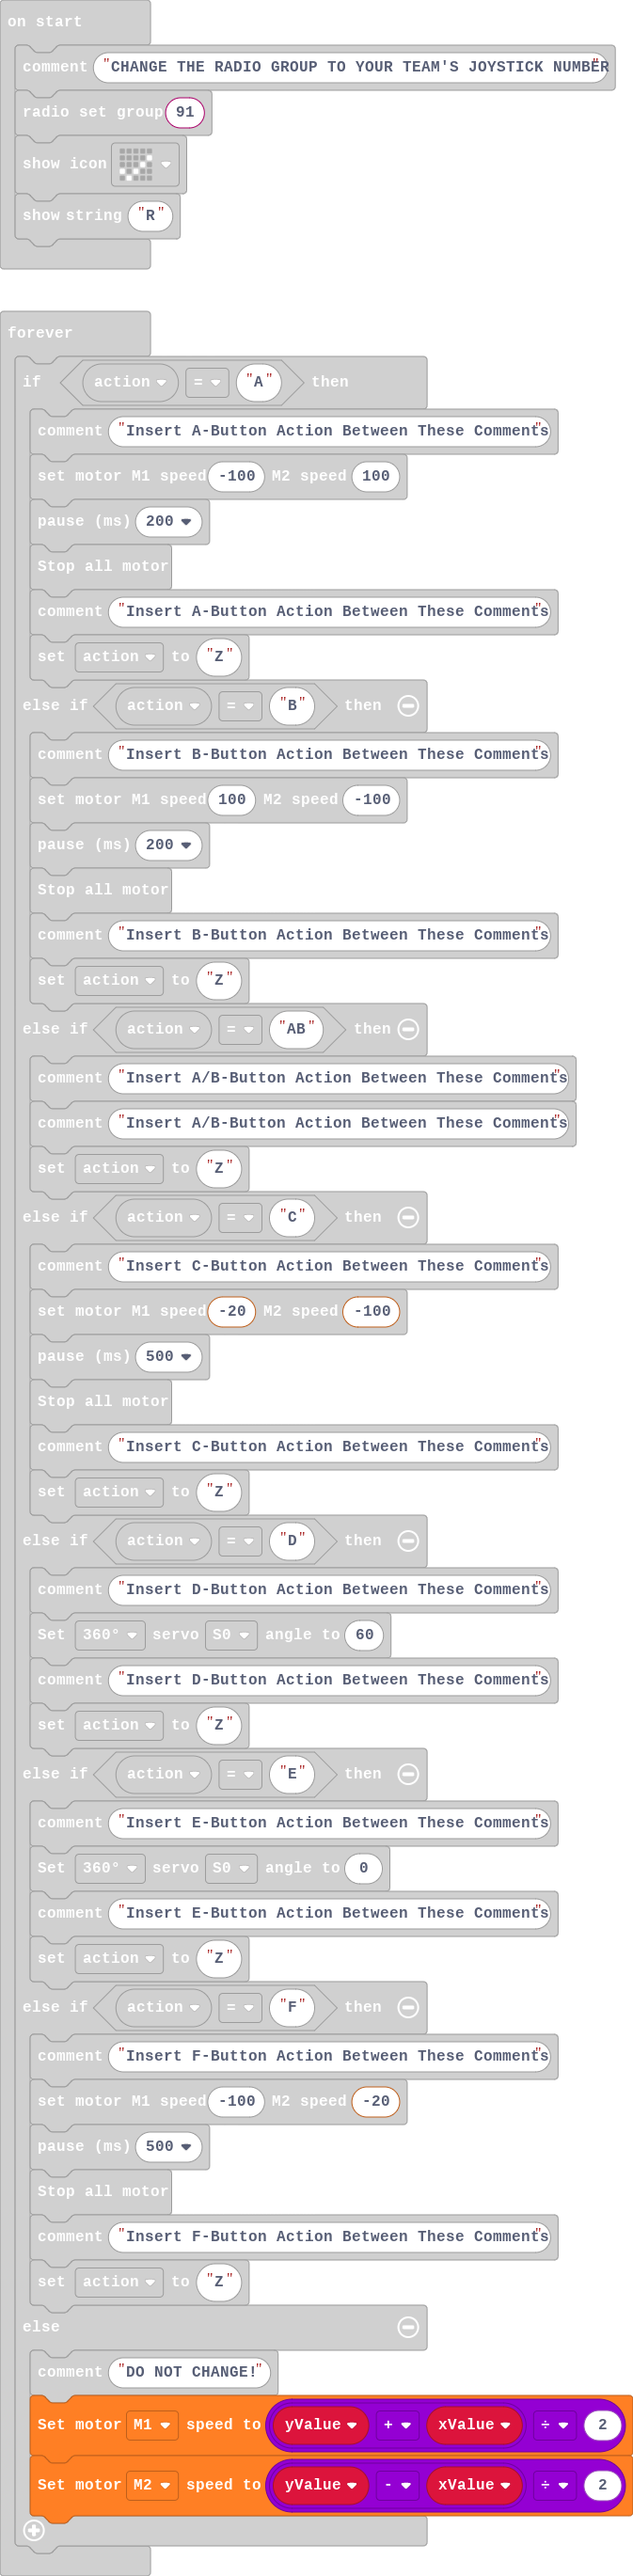 on start
comment "CHANGE THE RADIO GROUP TO YOUR TEAM'S JOYSTICK NUMBER"
radio set group 91
show icon
show string "R"
forever
if action = "A" then
comment "Insert A-Button Action Between These Comments"
set motor M1 speed -100 M2 speed 100
pause (ms) 200
Stop all motor
comment "Insert A-Button Action Between These Comments"
set action to "Z"
else if action = "B" then
comment "Insert B-Button Action Between These Comments"
set motor M1 speed 100 M2 speed -100
pause (ms) 200
Stop all motor
comment "Insert B-Button Action Between These Comments"
set action to "Z"
else if action = "AB" then
comment "Insert A/B-Button Action Between These Comments"
comment "Insert A/B-Button Action Between These Comments"
set action to "Z"
else if action = "C" then
comment "Insert C-Button Action Between These Comments"
set motor M1 speed -20 M2 speed -100
pause (ms) 500
Stop all motor
comment "Insert C-Button Action Between These Comments"
set action to "Z"
else if action = "D" then
comment "Insert D-Button Action Between These Comments"
Set 360° servo S0 angle to 60
comment "Insert D-Button Action Between These Comments"
set action to "Z"
else if action = "E" then
comment "Insert E-Button Action Between These Comments"
Set 360° servo S0 angle to 0
comment "Insert E-Button Action Between These Comments"
set action to "Z"
else if action = "F" then
comment "Insert F-Button Action Between These Comments"
set motor M1 speed -100 M2 speed -20
pause (ms) 500
Stop all motor
comment "Insert F-Button Action Between These Comments"
set action to "Z"
else
comment "DO NOT CHANGE!"
Set motor M1 speed to yValue + xValue ÷ 2
Set motor M2 speed to yValue - xValue ÷ 2